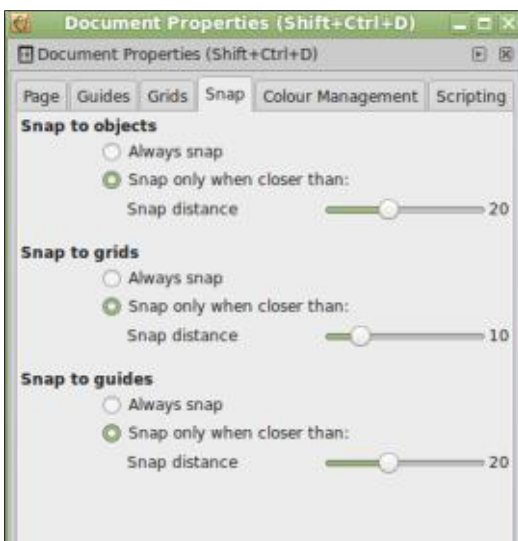 Document Properties (Shift+Ctrl+D)
Document Properties (Shift+Ctrl+D)
Page Guides Grids Snap Colour Management Scripting
Snap to objects
Always snap
Snap only when closer than:
Snap distance 20
Snap to grids
Always snap
Snap only when closer than:
Snap distance 10
Snap to guides
Always snap
Snap only when closer than:
Snap distance 20